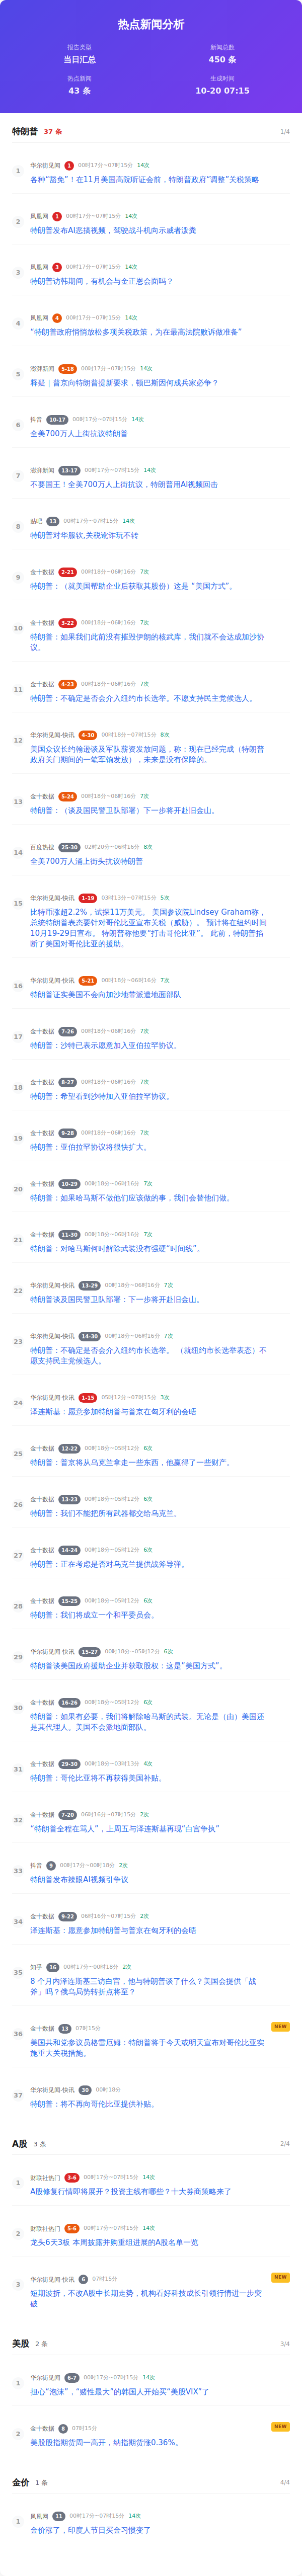 热点新闻分析
报告类型
当日汇总
新闻总数
450 条
热点新闻
43 条
生成时间
10-20 07:15
特朗普 37 条 1/4
1 华尔街见闻 1 00时17分~07时15分 14次
各种“豁免”！在11月美国高院听证会前，特朗普政府“调整”关税策略
2 凤凰网 1 00时17分~07时15分 14次
特朗普发布AI恶搞视频，驾驶战斗机向示威者泼粪
3 凤凰网 3 00时17分~07时15分 14次
特朗普访韩期间，有机会与金正恩会面吗？
4 凤凰网 4 00时17分~07时15分 14次
“特朗普政府悄悄放松多项关税政策，为在最高法院败诉做准备”
5 澎湃新闻 5-18 00时17分~07时15分 14次
释疑｜普京向特朗普提新要求，顿巴斯因何成兵家必争？
6 抖音 10-17 00时17分~07时15分 14次
全美700万人上街抗议特朗普
7 澎湃新闻 13-17 00时17分~07时15分 14次
不要国王！全美700万人上街抗议，特朗普用AI视频回击
8 贴吧 13 00时17分~07时15分 14次
特朗普对华服软,关税讹诈玩不转
9 金十数据 2-21 00时18分~06时16分 7次
特朗普：（就美国帮助企业后获取其股份）这是 “美国方式”。
10 金十数据 3-22 00时18分~06时16分 7次
特朗普：如果我们此前没有摧毁伊朗的核武库，我们就不会达成加沙协
议。
11 金十数据 4-23 00时18分~06时16分 7次
特朗普：不确定是否会介入纽约市长选举。不愿支持民主党候选人。
12 华尔街见闻-快讯 4-30 00时18分~07时15分 8次
美国众议长约翰逊谈及军队薪资发放问题，称：现在已经完成（特朗普
政府关门期间的一笔军饷发放），未来是没有保障的。
13 金十数据 5-24 00时18分~06时16分 7次
特朗普：（谈及国民警卫队部署）下一步将开赴旧金山。
14 百度热搜 25-30 02时20分~06时16分 8次
全美700万人涌上街头抗议特朗普
15 华尔街见闻-快讯 1-19 03时13分~07时15分 5次
比特币涨超2.2%，试探11万美元。 美国参议院Lindsey Graham称，
总统特朗普表态要针对哥伦比亚宣布关税（威胁）。 预计将在纽约时间
10月19-29日宣布。 特朗普称他要“打击哥伦比亚”。 此前，特朗普掐
断了美国对哥伦比亚的援助。
16 华尔街见闻-快讯 5-21 00时18分~06时16分 7次
特朗普证实美国不会向加沙地带派遣地面部队
17 金十数据 7-26 00时18分~06时16分 7次
特朗普：沙特已表示愿意加入亚伯拉罕协议。
18 金十数据 8-27 00时18分~06时16分 7次
特朗普：希望看到沙特加入亚伯拉罕协议。
19 金十数据 9-28 00时18分~06时16分 7次
特朗普：亚伯拉罕协议将很快扩大。
20 金十数据 10-29 00时18分~06时16分 7次
特朗普：如果哈马斯不做他们应该做的事，我们会替他们做。
21 金十数据 11-30 00时18分~06时16分 7次
特朗普：对哈马斯何时解除武装没有强硬“时间线”。
22 华尔街见闻-快讯 13-29 00时18分~06时16分 7次
特朗普谈及国民警卫队部署：下一步将开赴旧金山。
23 华尔街见闻-快讯 14-30 00时18分~06时16分 7次
特朗普：不确定是否会介入纽约市长选举。 （就纽约市长选举表态）不
愿支持民主党候选人。
24 华尔街见闻-快讯 1-15 05时12分~07时15分 3次
泽连斯基：愿意参加特朗普与普京在匈牙利的会晤
25 金十数据 12-22 00时18分~05时12分 6次
特朗普：普京将从乌克兰拿走一些东西，他赢得了一些财产。
26 金十数据 13-23 00时18分~05时12分 6次
特朗普：我们不能把所有武器都交给乌克兰。
27 金十数据 14-24 00时18分~05时12分 6次
特朗普：正在考虑是否对乌克兰提供战斧导弹。
28 金十数据 15-25 00时18分~05时12分 6次
特朗普：我们将成立一个和平委员会。
29 华尔街见闻-快讯 15-27 00时18分~05时12分 6次
特朗普谈美国政府援助企业并获取股权：这是“美国方式”。
30 金十数据 16-26 00时18分~05时12分 6次
特朗普：如果有必要，我们将解除哈马斯的武装。无论是（由）美国还
是其代理人。美国不会派地面部队。
31 金十数据 29-30 00时18分~03时13分 4次
特朗普：哥伦比亚将不再获得美国补贴。
32 金十数据 7-20 06时16分~07时15分 2次
“特朗普全程在骂人”，上周五与泽连斯基再现“白宫争执”
33 抖音 9 00时17分~00时18分 2次
特朗普发布辣眼AI视频引争议
34 金十数据 9-22 06时16分~07时15分 2次
泽连斯基：愿意参加特朗普与普京在匈牙利的会晤
35 知乎 16 00时17分~00时18分 2次
8 个月内泽连斯基三访白宫，他与特朗普谈了什么？美国会提供「战
斧」吗？俄乌局势转折点将至？
36 金十数据 13 07时15分 NEW
美国共和党参议员格雷厄姆：特朗普将于今天或明天宣布对哥伦比亚实
施重大关税措施。
37 华尔街见闻-快讯 30 00时18分
特朗普：将不再向哥伦比亚提供补贴。
A股 3 条 2/4
1 财联社热门 3-6 00时17分~07时15分 14次
A股修复行情即将展开？投资主线有哪些？十大券商策略来了
2 财联社热门 5-6 00时17分~07时15分 14次
龙头6天3板 本周披露并购重组进展的A股名单一览
3 华尔街见闻-快讯 6 07时15分 NEW
短期波折，不改A股中长期走势，机构看好科技成长引领行情进一步突
破
美股 2 条 3/4
1 华尔街见闻 6-7 00时17分~07时15分 14次
担心“泡沫”，“赌性最大”的韩国人开始买“美股VIX”了
2 金十数据 8 07时15分 NEW
美股股指期货周一高开，纳指期货涨0.36%。
金价 1 条 4/4
1 凤凰网 11 00时17分~07时15分 14次
金价涨了，印度人节日买金习惯变了